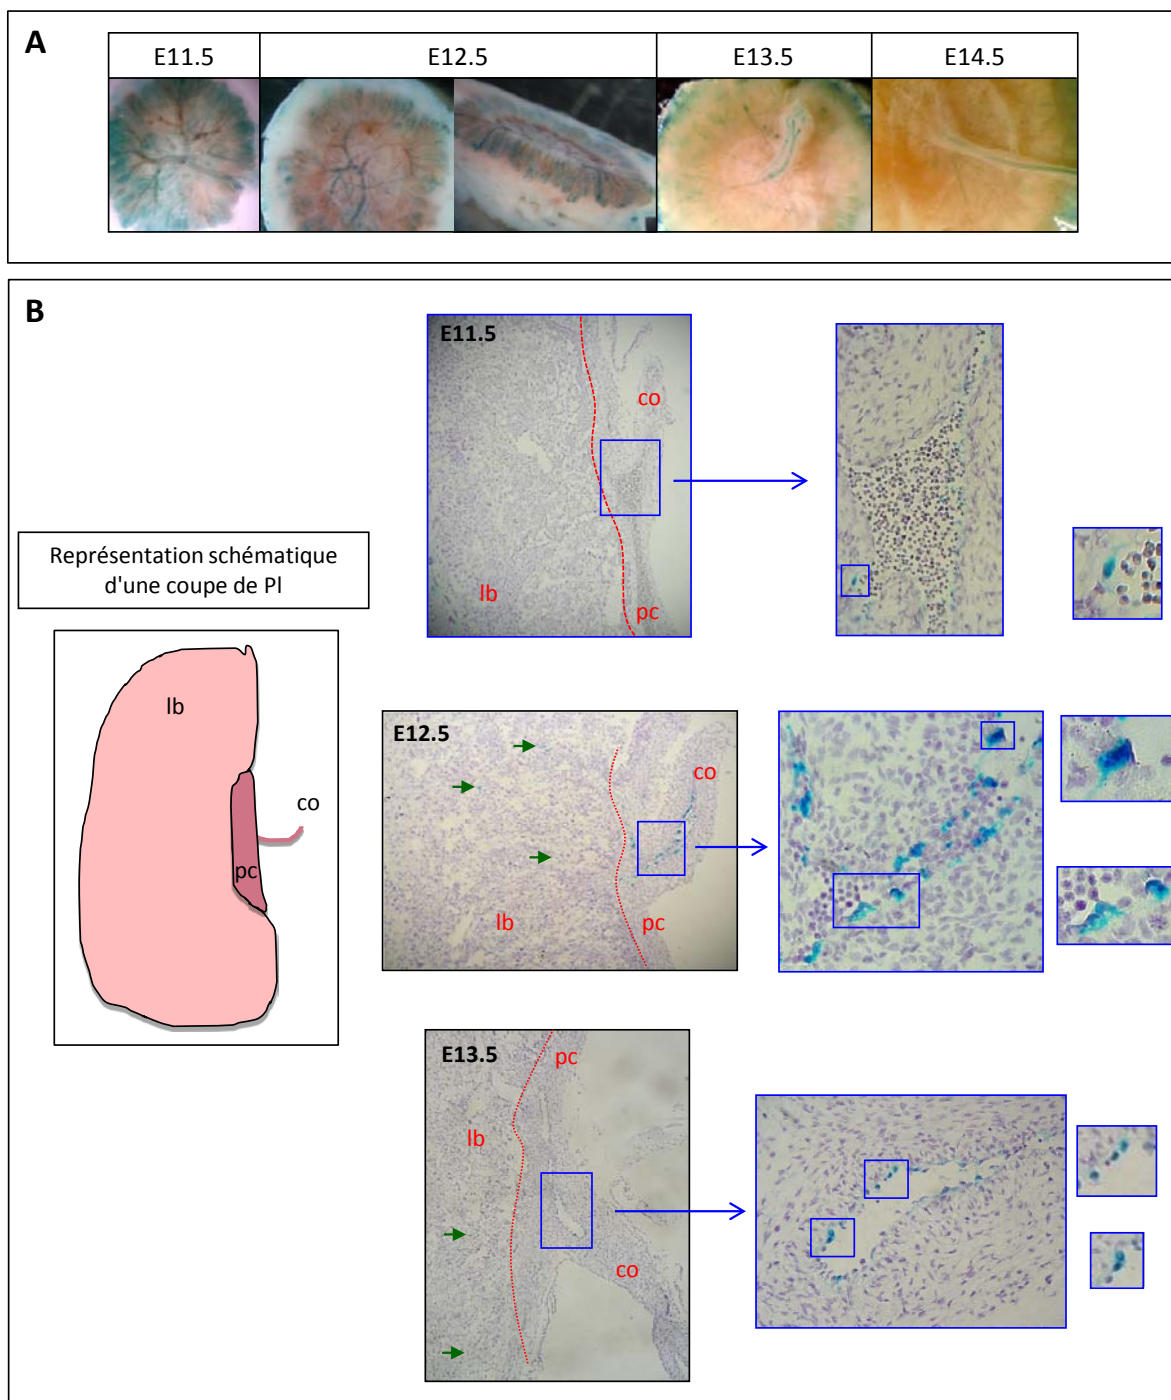 A
E11.5
E12.5
E13.5
E14.5
B
E11.5
co
lb
pc
Représentation schématique
d'une coupe de Pl
lb
co
pc
E12.5
co
lb
pc
E13.5
pc
lb
co